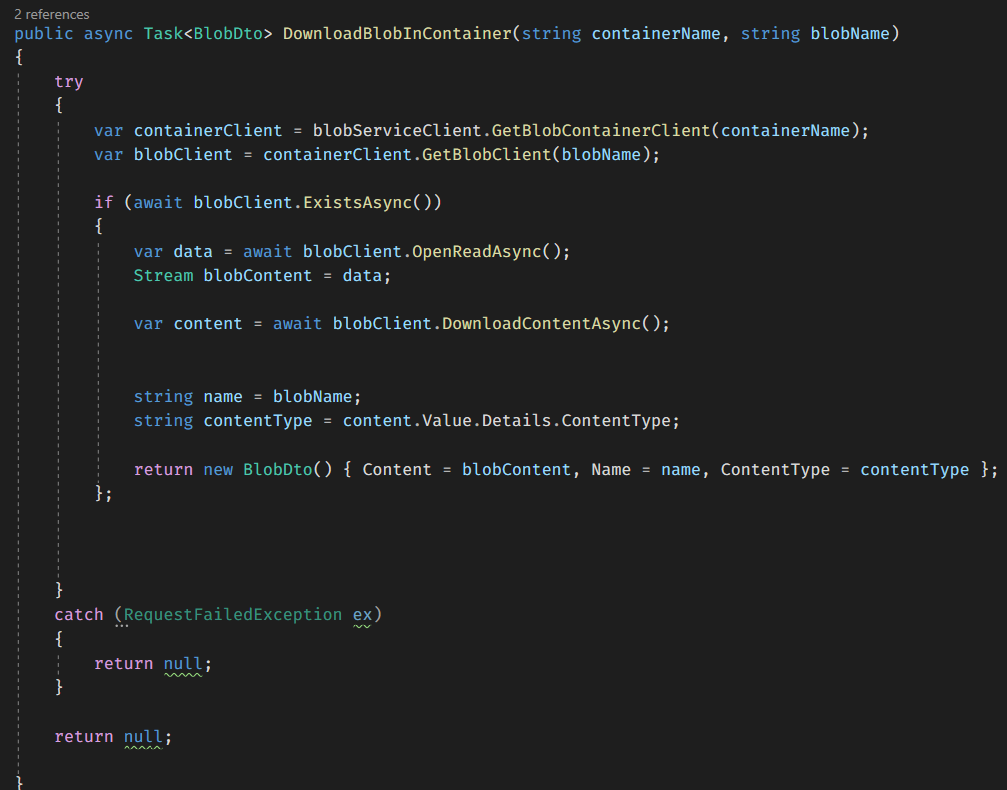 2 references
public async Task<BlobDto> DownloadBlobInContainer(string containerName, string blobName)
{
try
{
var containerClient = blobServiceClient.GetBlobContainerClient(containerName);
var blobClient = containerClient.GetBlobClient(blobName);
if (await blobClient.ExistsAsync())
{
var data = await blobClient.OpenReadAsync();
Stream blobContent = data;
var content = await blobClient.DownloadContentAsync();
string name = blobName;
string contentType = content.Value.Details.ContentType;
return new BlobDto() { Content = blobContent, Name = name, ContentType = contentType };
};
}
catch (RequestFailedException ex)
{
return null;
}
return null;
}